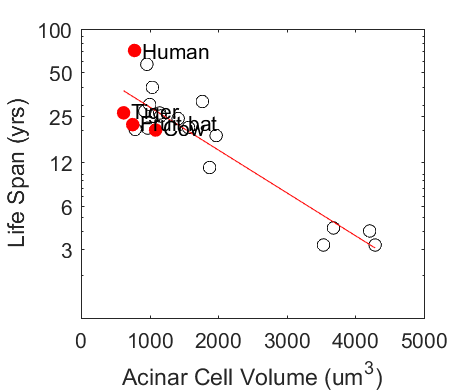 100
50
25
12
6
3
Life Span (yrs)
Human
Tiger
Fruit bat
Cow
0
1000
2000
3000
4000
5000
Acinar Cell Volume (um³)